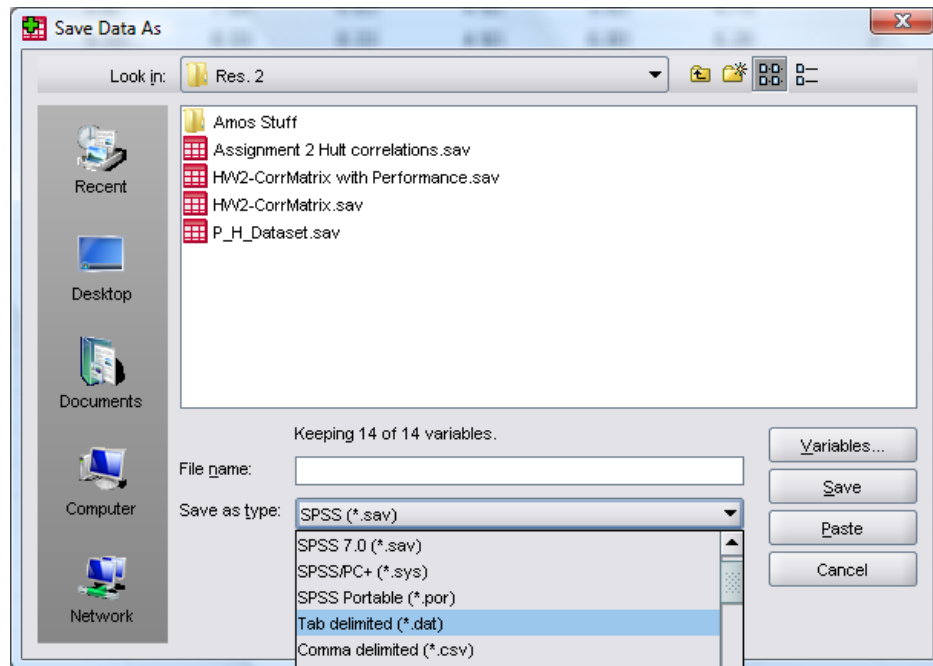 Save Data As
Look in: Res. 2
Amos Stuff
Assignment 2 Hult correlations.sav
HW2-CorrMatrix with Performance.sav
HW2-CorrMatrix.sav
P_H_Dataset.sav
Recent
Desktop
Documents
Computer
Network
Keeping 14 of 14 variables.
File name:
Save as type: SPSS (*.sav)
SPSS 7.0 (*.sav)
SPSS/PC+ (*.sys)
SPSS Portable (*.por)
Tab delimited (*.dat)
Comma delimited (*.csv)
Variables...
Save
Paste
Cancel